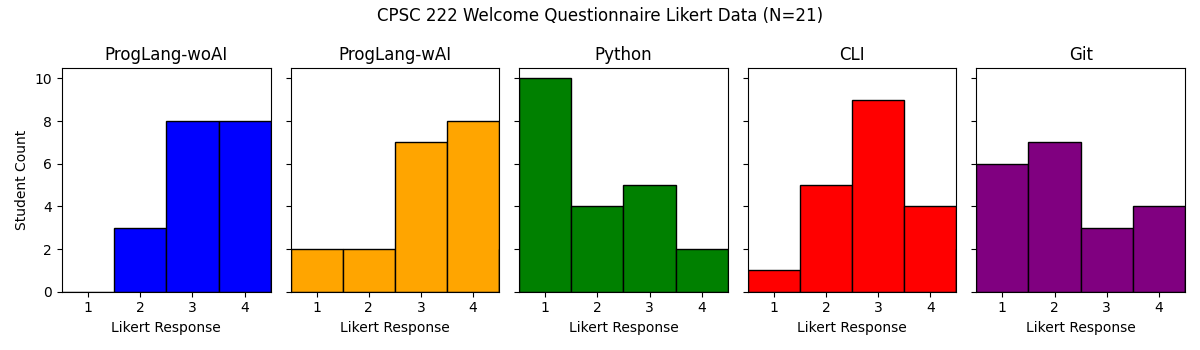 CPSC 222 Welcome Questionnaire Likert Data (N=21)
ProgLang-woAI
ProgLang-wAI
Python
CLI
Git
Student Count
10
8
6
4
2
0
1 2 3 4
1 2 3 4
1 2 3 4
1 2 3 4
1 2 3 4
Likert Response
Likert Response
Likert Response
Likert Response
Likert Response